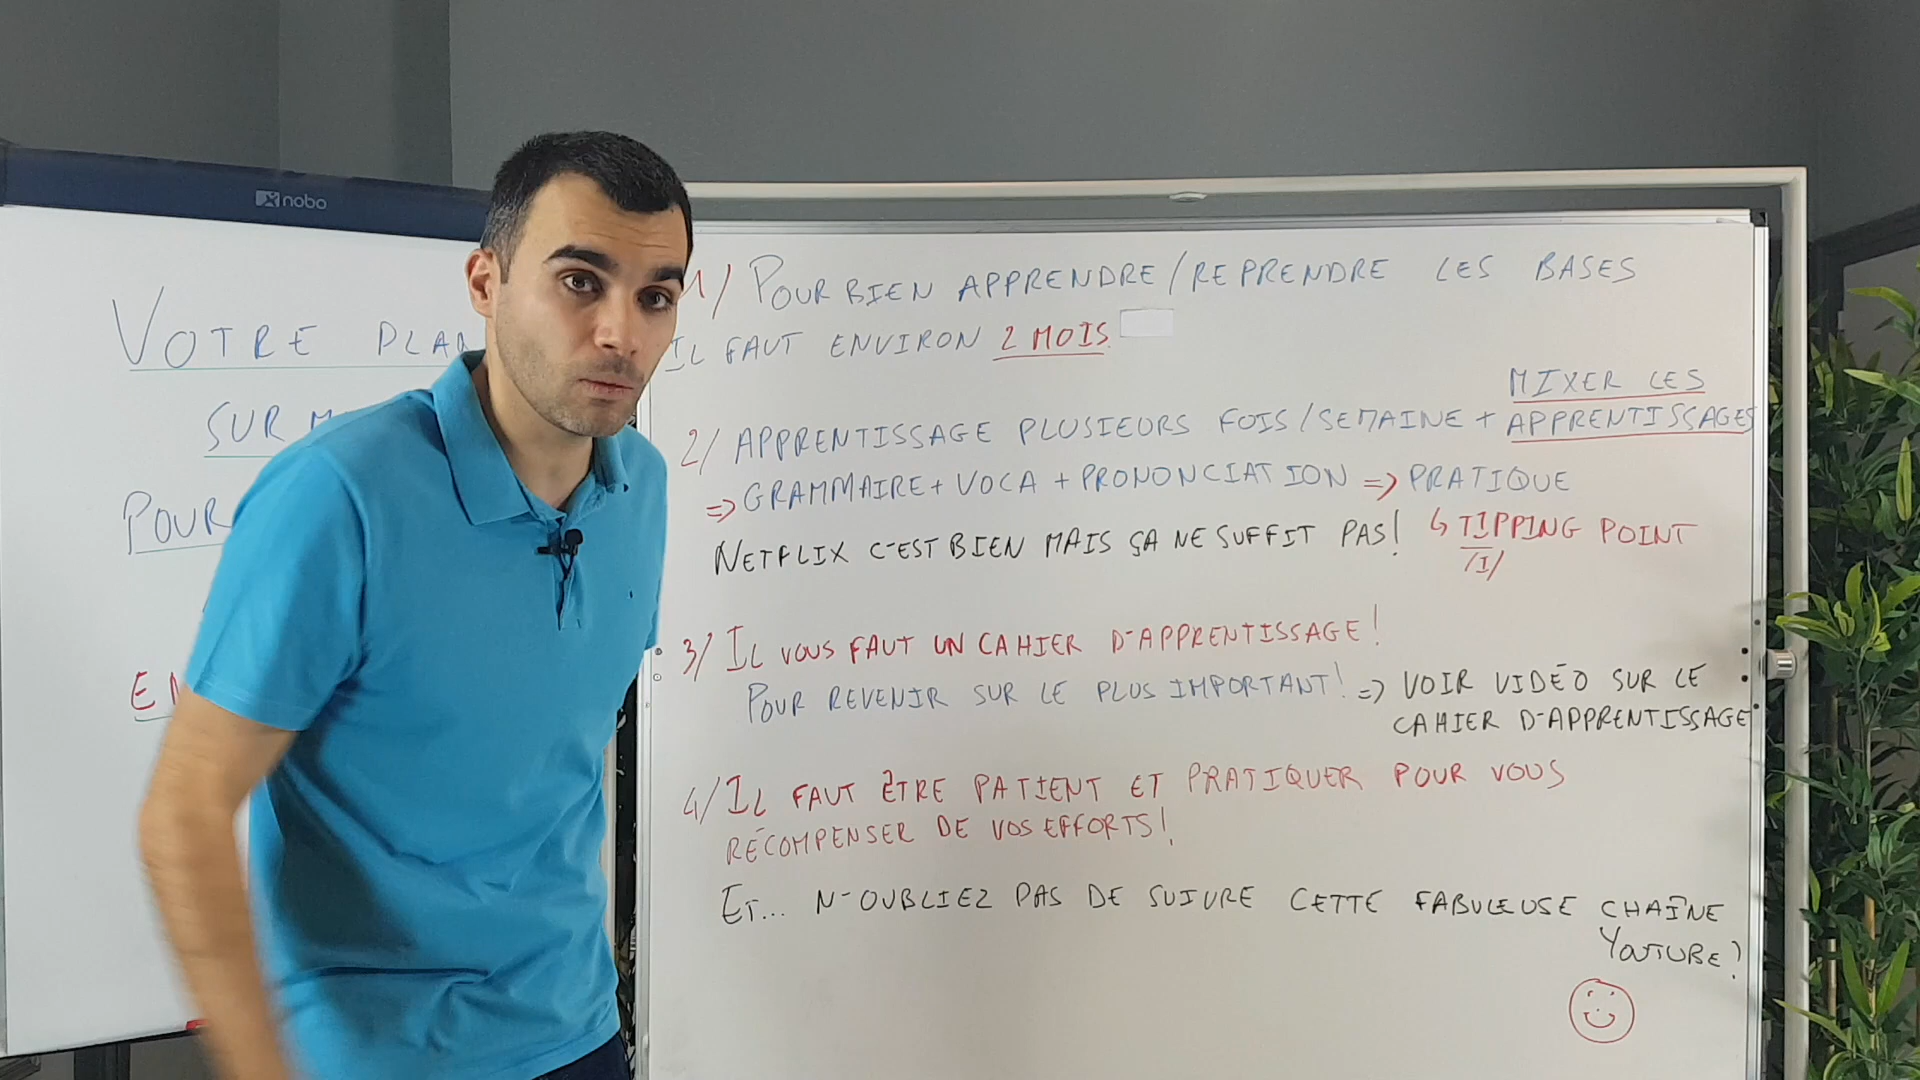 nobo
VOTRE PLAN
SUR
POUR
1/ POUR BIEN APPRENDRE/REPRENDRE LES BASES
IL FAUT ENVIRON 2 MOIS.
MIXER LES
2/ APPRENTISSAGE PLUSIEURS FOIS/SEMAINE + APPRENTISSAGES
=> GRAMMAIRE + VOCA + PRONONCIATION => PRATIQUE
NETFLIX C'EST BIEN MAIS ÇA NE SUFFIT PAS! ↳ TIPPING POINT
/I/
3/ IL VOUS FAUT UN CAHIER D'APPRENTISSAGE!
POUR REVENIR SUR LE PLUS IMPORTANT! => VOIR VIDÉO SUR LE
CAHIER D'APPRENTISSAGE
4/ IL FAUT ÊTRE PATIENT ET PRATIQUER POUR VOUS
RÉCOMPENSER DE VOS EFFORTS!
ET... N'OUBLIEZ PAS DE SUIVRE CETTE FABULEUSE CHAÎNE
YOUTUBE!